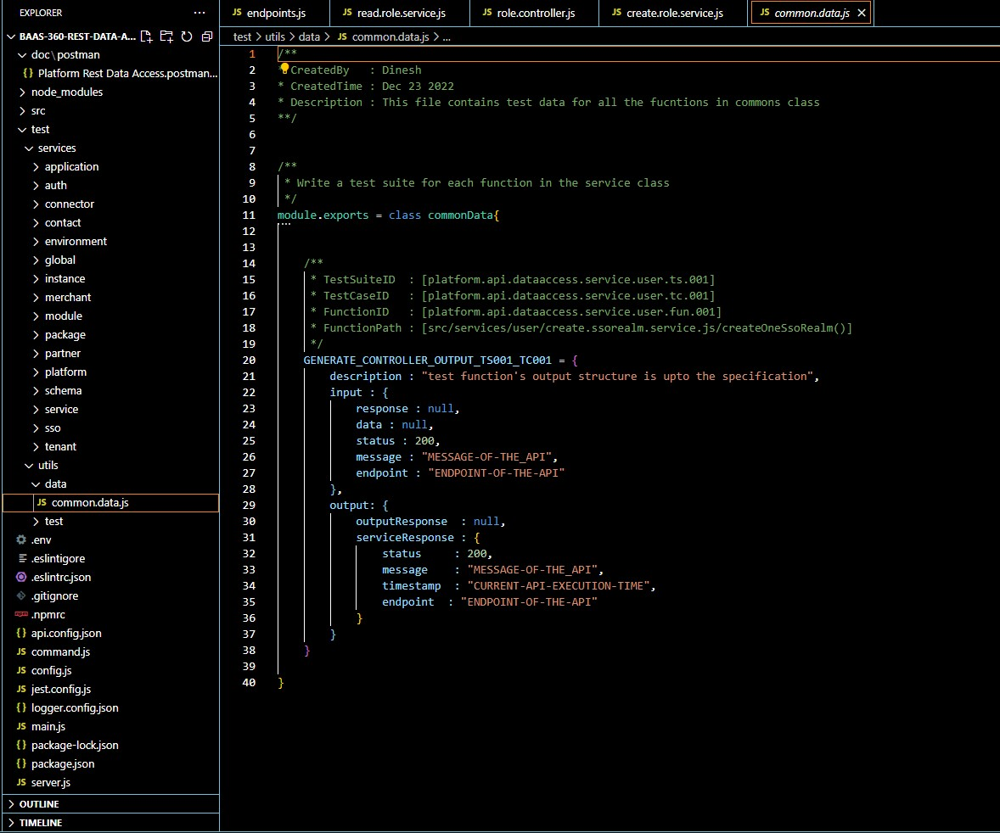 EXPLORER
BAAS-360-REST-DATA-A...
doc\postman
{} Platform Rest Data Access.postman...
node_modules
src
test
services
application
auth
connector
contact
environment
global
instance
merchant
module
package
partner
platform
schema
service
sso
tenant
utils
data
JS common.data.js
test
.env
.eslintigore
.eslintrc.json
.gitignore
.npmrc
{} api.config.json
JS command.js
JS config.js
JS jest.config.js
{} logger.config.json
JS main.js
{} package-lock.json
{} package.json
JS server.js
OUTLINE
TIMELINE
JS endpoints.js
JS read.role.service.js
JS role.controller.js
JS create.role.service.js
JS common.data.js
test > utils > data > JS common.data.js > ...
1 /**
2 * CreatedBy   : Dinesh
3 * CreatedTime : Dec 23 2022
4 * Description : This file contains test data for all the fucntions in commons class
5 **/
6
7
8 /**
9  * Write a test suite for each function in the service class
10  */
11 module.exports = class commonData{
12
13
14     /**
15      * TestSuiteID  : [platform.api.dataaccess.service.user.ts.001]
16      * TestCaseID   : [platform.api.dataaccess.service.user.tc.001]
17      * FunctionID   : [platform.api.dataaccess.service.user.fun.001]
18      * FunctionPath : [src/services/user/create.ssorealm.service.js/createOneSsoRealm()]
19      */
20     GENERATE_CONTROLLER_OUTPUT_TS001_TC001 = {
21         description : "test function's output structure is upto the specification",
22         input : {
23             response : null,
24             data : null,
25             status : 200,
26             message : "MESSAGE-OF-THE_API",
27             endpoint : "ENDPOINT-OF-THE-API"
28         },
29         output: {
30             outputResponse  : null,
31             serviceResponse : {
32                 status     : 200,
33                 message    : "MESSAGE-OF-THE_API",
34                 timestamp  : "CURRENT-API-EXECUTION-TIME",
35                 endpoint  : "ENDPOINT-OF-THE-API"
36             }
37         }
38     }
39
40 }